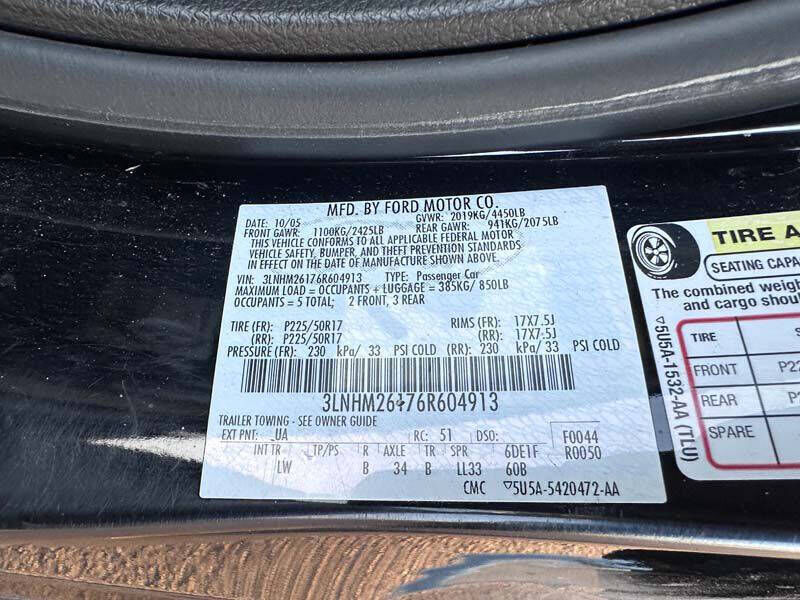 MFD. BY FORD MOTOR CO.
DATE: 10/05 GVWR: 2019KG/4450LB
FRONT GAWR: 1100KG/2425LB REAR GAWR: 941KG/2075LB
THIS VEHICLE CONFORMS TO ALL APPLICABLE FEDERAL MOTOR
VEHICLE SAFETY, BUMPER, AND THEFT PREVENTION STANDARDS
IN EFFECT ON THE DATE OF MANUFACTURE SHOWN ABOVE.
VIN: 3LNHM26176R604913 TYPE: Passenger Car
MAXIMUM LOAD = OCCUPANTS + LUGGAGE = 385KG/ 850LB
OCCUPANTS = 5 TOTAL; 2 FRONT, 3 REAR
TIRE (FR): P225/50R17 RIMS (FR): 17X7.5J
(RR): P225/50R17 (RR): 17X7.5J
PRESSURE (FR): 230 kPa/ 33 PSI COLD (RR): 230 kPa/ 33 PSI COLD
3LNHM26176R604913
TRAILER TOWING - SEE OWNER GUIDE
EXT PNT: UA RC: 51 DSO: F0044
INT TR TP/PS R AXLE TR SPR 6DE1F R0050
LW B 34 B LL33 60B
CMC ▽5U5A-5420472-AA
TIRE A
SEATING CAPA
The combined weigh
and cargo shou
TIRE S
FRONT P22
REAR P2
SPARE
▽5U5A-1532-AA (TLU)